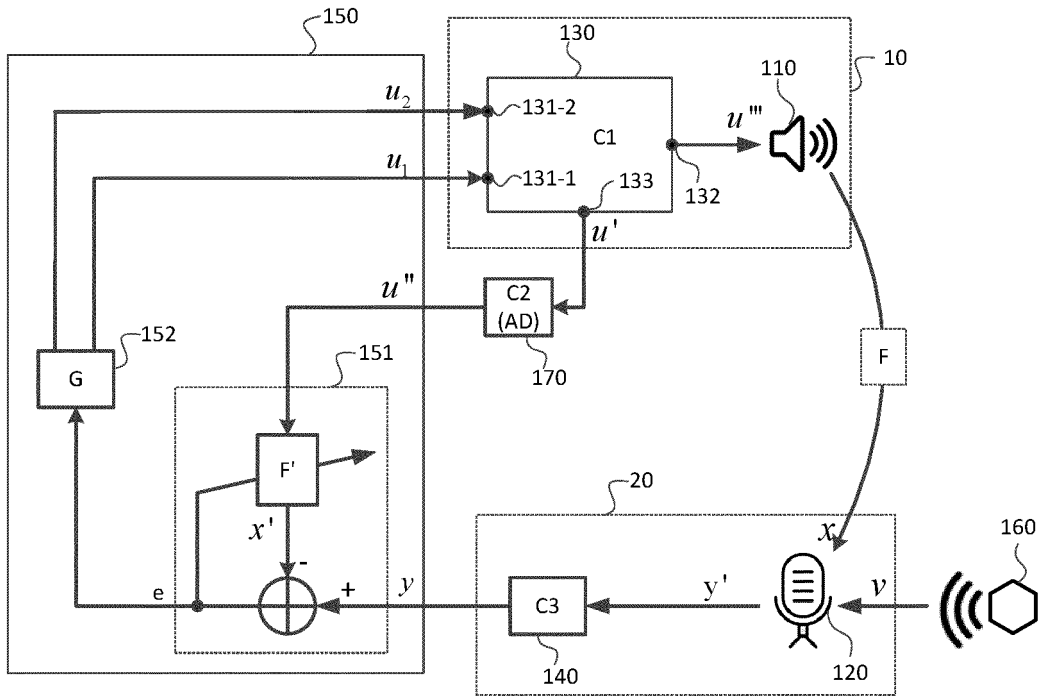 150
130
10
110
u₂
131-2
C1
u'''
u₁
131-1
133
132
u'
u''
C2
(AD)
170
152
G
151
F
F'
20
x'
x
160
-
e
+
y
C3
y'
v
140
120